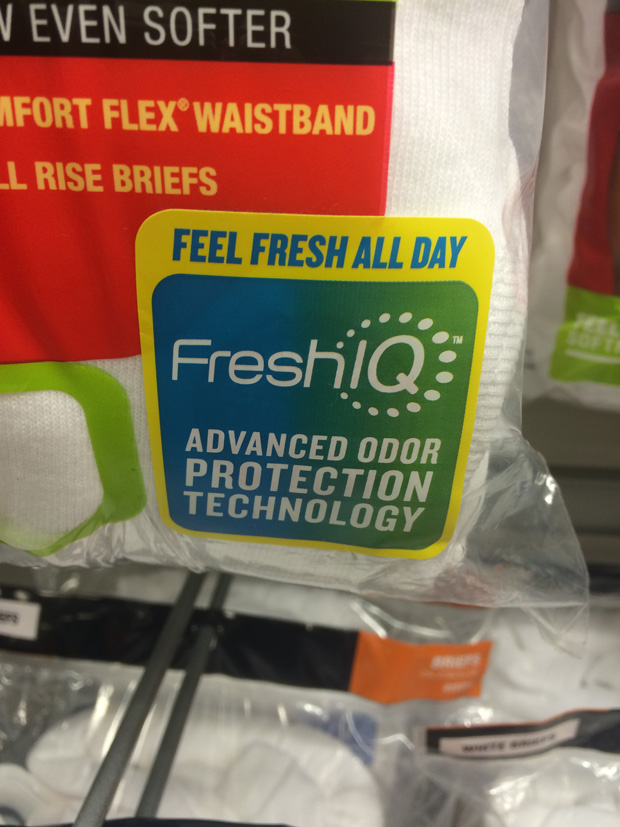 EVEN SOFTER
MFORT FLEX® WAISTBAND
LL RISE BRIEFS
FEEL FRESH ALL DAY
FreshIQ™
ADVANCED ODOR
PROTECTION
TECHNOLOGY
FEEL
BRIEFS
WHITE BRIEFS